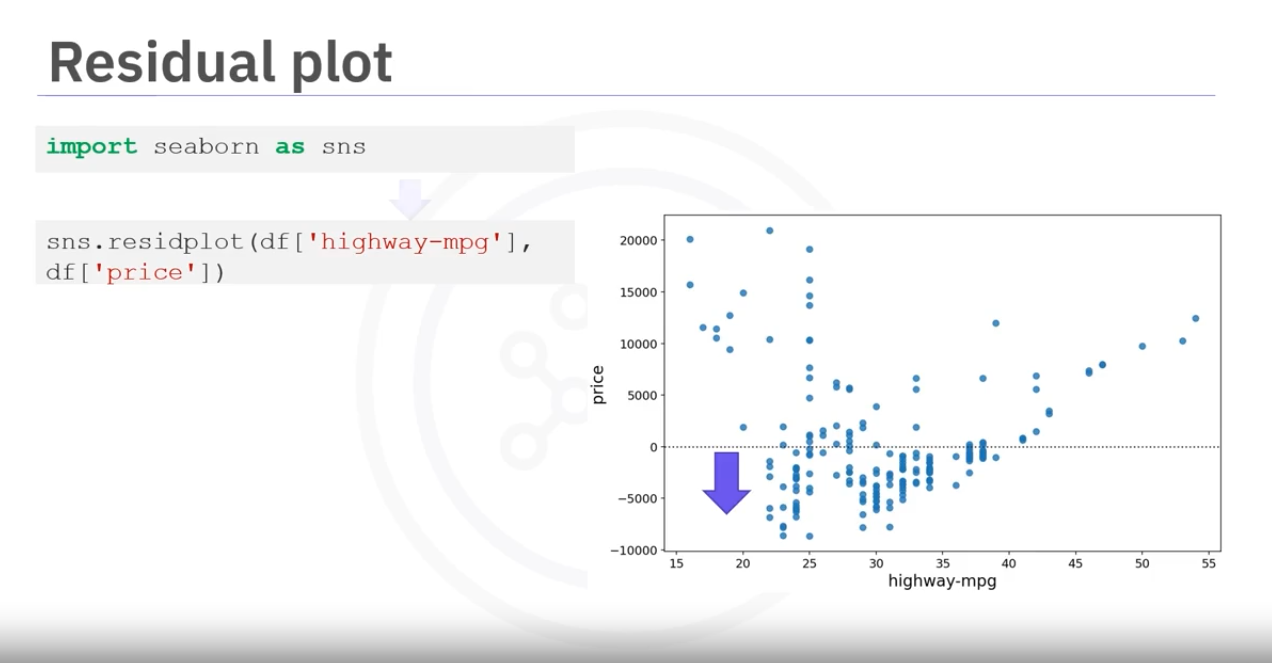 Residual plot
import seaborn as sns
sns.residplot(df['highway-mpg'],
df['price'])
20000
15000
10000
5000
0
−5000
−10000
price
15 20 25 30 35 40 45 50 55
highway-mpg